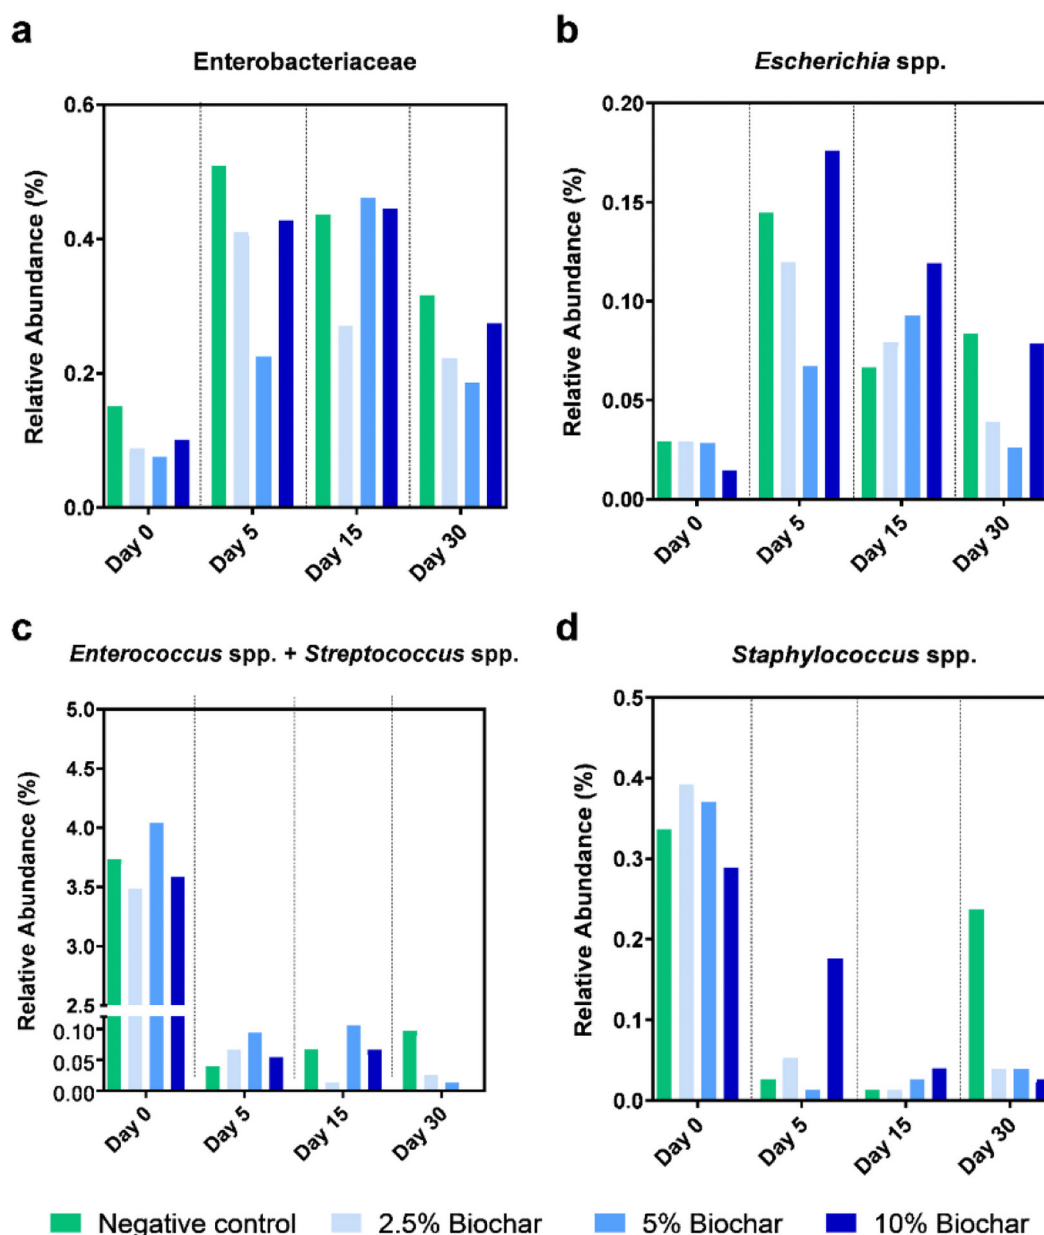 a
Enterobacteriaceae
Relative Abundance (%)
0.6
0.4
0.2
0.0
Day 0 Day 5 Day 15 Day 30
b
Escherichia spp.
Relative Abundance (%)
0.20
0.15
0.10
0.05
0.00
Day 0 Day 5 Day 15 Day 30
c
Enterococcus spp. + Streptococcus spp.
Relative Abundance (%)
5.0
4.5
4.0
3.5
3.0
2.5
0.10
0.05
0.00
Day 0 Day 5 Day 15 Day 30
d
Staphylococcus spp.
Relative Abundance (%)
0.5
0.4
0.3
0.2
0.1
0.0
Day 0 Day 5 Day 15 Day 30
Negative control 2.5% Biochar 5% Biochar 10% Biochar